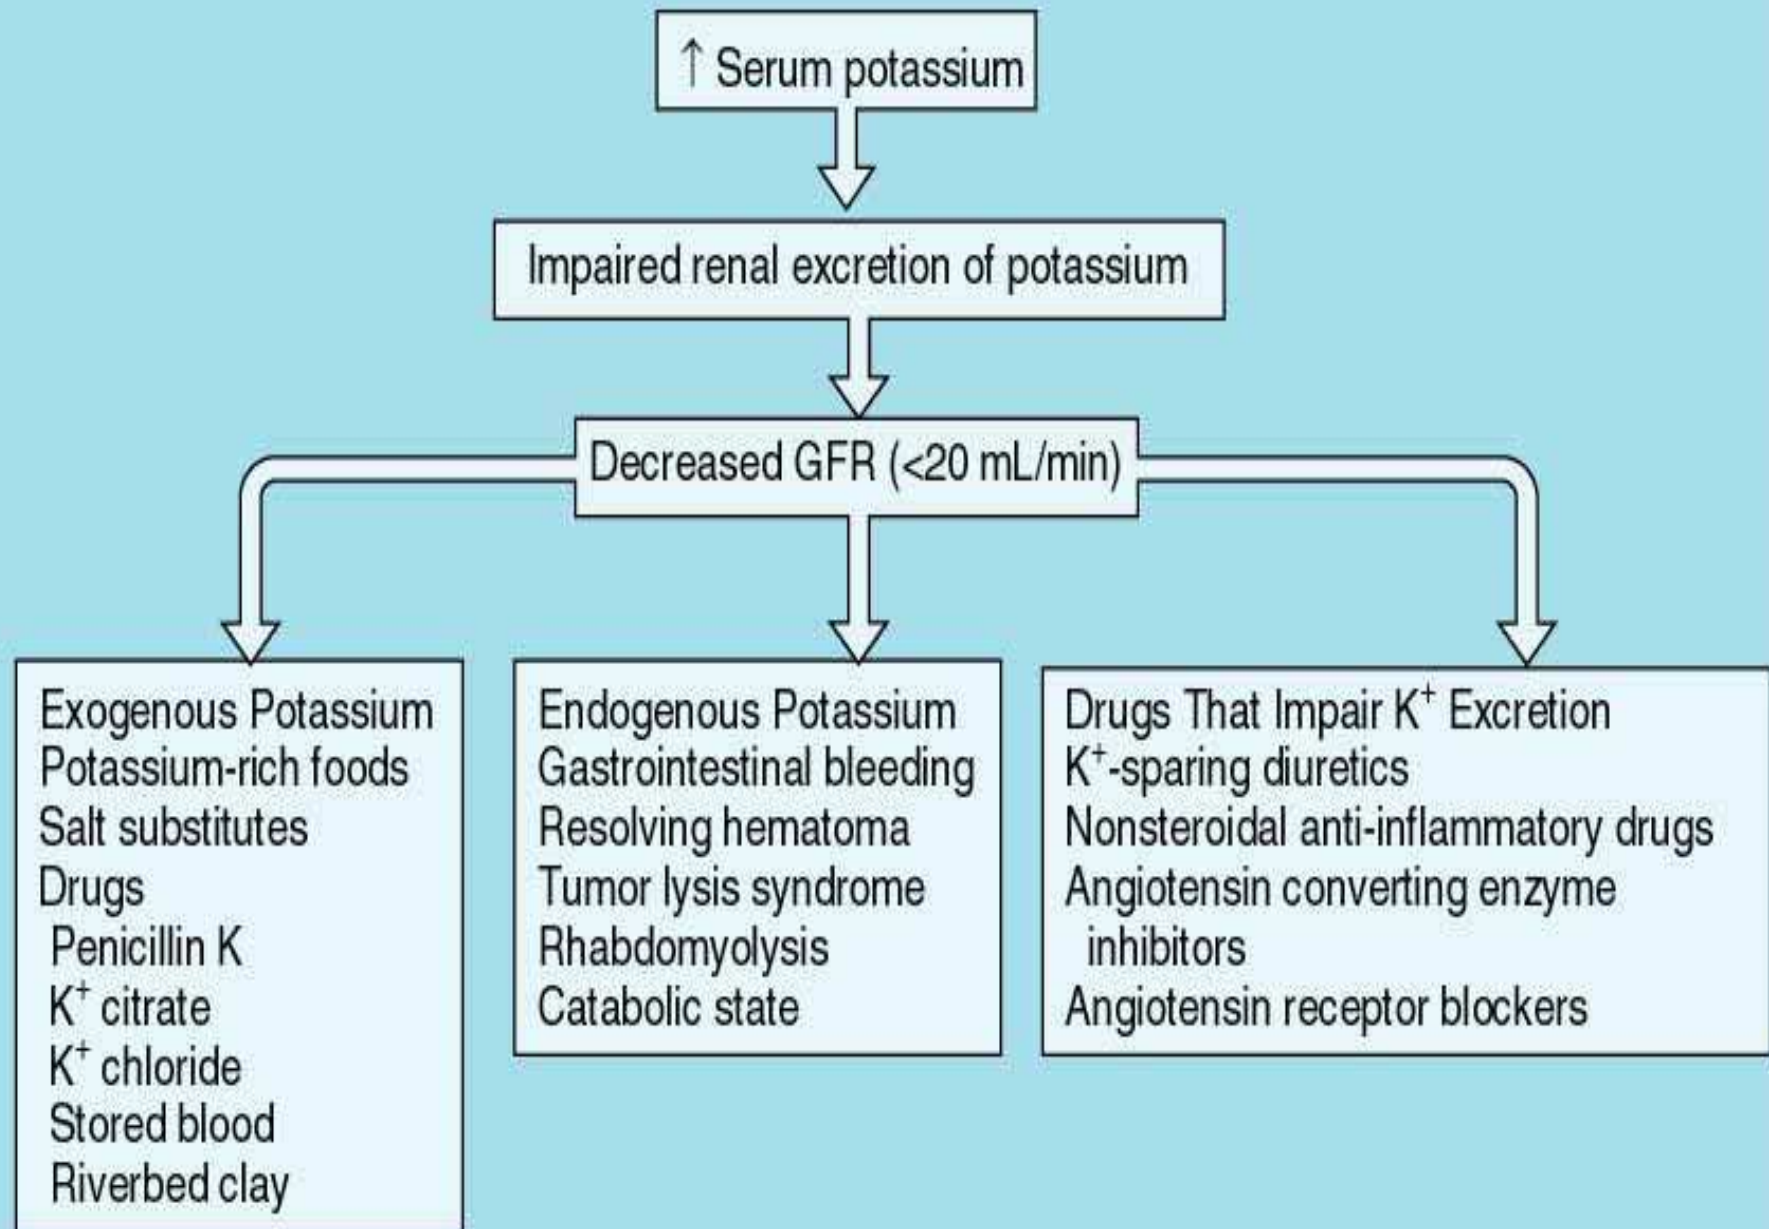 ↑ Serum potassium
Impaired renal excretion of potassium
Decreased GFR (<20 mL/min)
Exogenous Potassium
Potassium-rich foods
Salt substitutes
Drugs
Penicillin K
K⁺ citrate
K⁺ chloride
Stored blood
Riverbed clay
Endogenous Potassium
Gastrointestinal bleeding
Resolving hematoma
Tumor lysis syndrome
Rhabdomyolysis
Catabolic state
Drugs That Impair K⁺ Excretion
K⁺-sparing diuretics
Nonsteroidal anti-inflammatory drugs
Angiotensin converting enzyme
inhibitors
Angiotensin receptor blockers